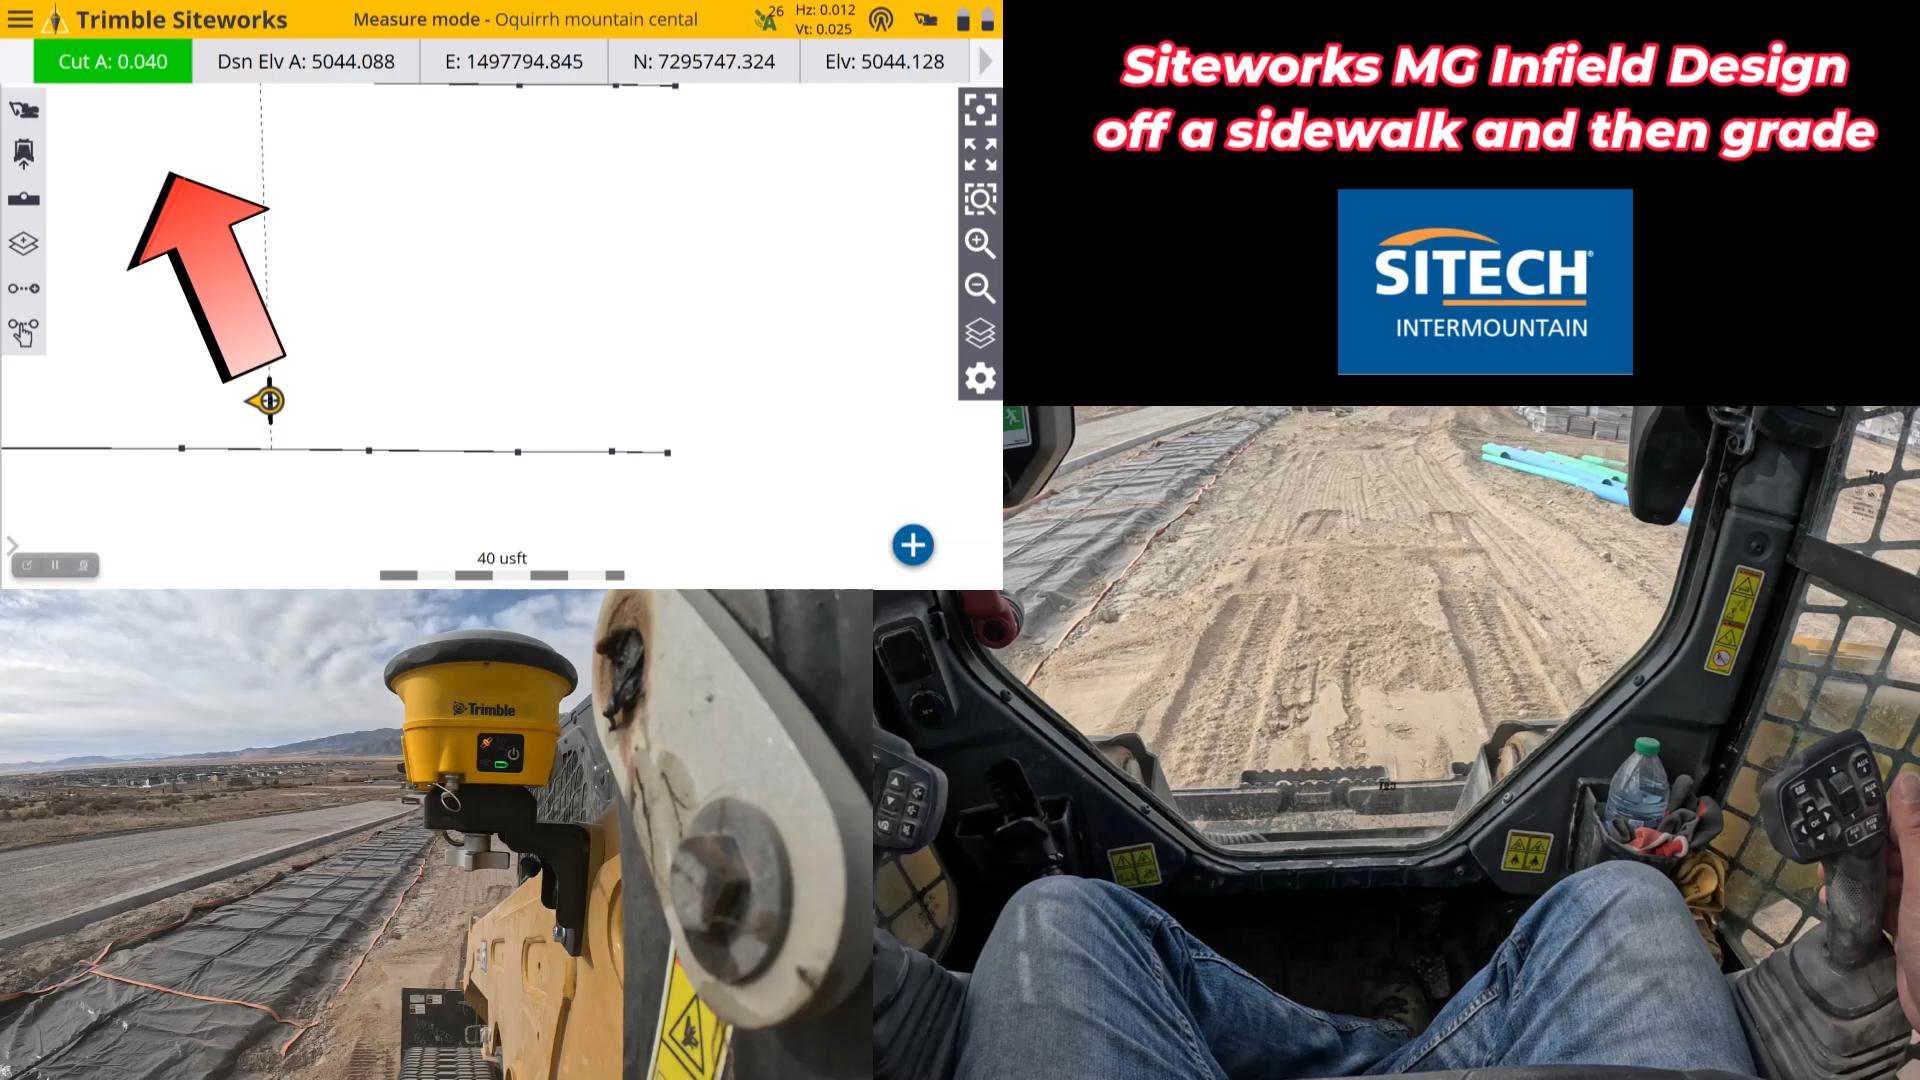 Trimble Siteworks
Measure mode - Oquirrh mountain cental
26
Hz: 0.012
Vt: 0.025
Cut A: 0.040
Dsn Elv A: 5044.088
E: 1497794.845
N: 7295747.324
Elv: 5044.128
40 usft
Siteworks MG Infield Design
off a sidewalk and then grade
SITECH®
INTERMOUNTAIN
Trimble